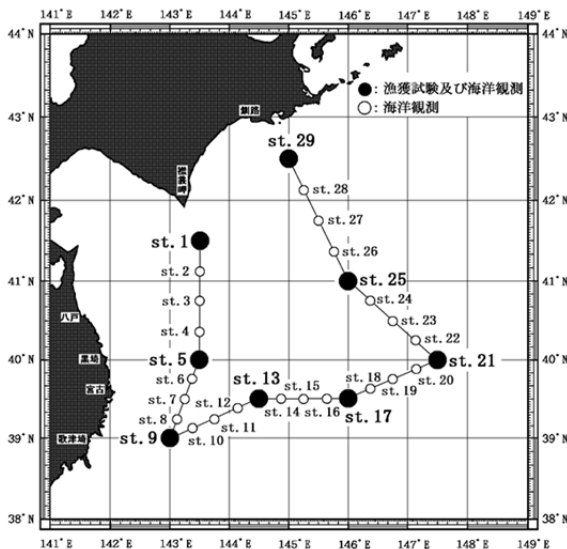 141°E 142°E 143°E 144°E 145°E 146°E 147°E 148°E
44°N 44°N
●: 漁獲試験及び海洋観測
○: 海洋観測
釧路
43°N 43°N
st. 29
襟裳岬
st. 28
42°N 42°N
st. 27
st. 1
st. 26
st. 2
41°N st. 25 41°N
st. 3 st. 24
八戸 st. 23
st. 4 st. 22
40°N 黒埼 st. 5 st. 21 40°N
st. 6 st. 13 st. 15 st. 18 st. 20
宮古 st. 7 st. 12 st. 19
st. 8 st. 14 st. 16 st. 17
st. 11
39°N 歌津埼 st. 9 st. 10 39°N
38°N 38°N
141°E 142°E 143°E 144°E 145°E 146°E 147°E 148°E